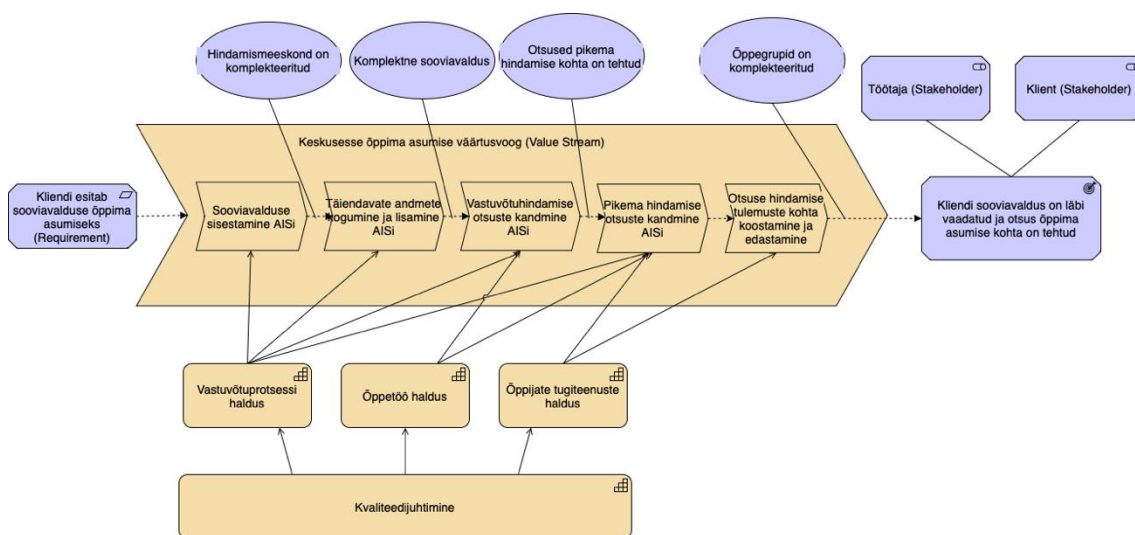 Hindamismeeskond on
komplekteeritud
Komplektne sooviavaldus
Otsused pikema
hindamise kohta on tehtud
Õppegrupid on
komplekteeritud
Töötaja (Stakeholder)
Klient (Stakeholder)
Keskusesse õppima asumise väärtusvoog (Value Stream)
Kliendi esitab
sooviavalduse õppima
asumiseks
(Requirement)
Sooviavalduse
sisestamine AISi
Täiendavate andmete
kogumine ja lisamine
AISi
Vastuvõtuhindamise
otsuste kandmine
AISi
Pikema hindamise
otsuste kandmine
AISi
Otsuse hindamise
tulemuste kohta
koostamine ja
edastamine
Kliendi sooviavaldus on läbi
vaadatud ja otsus õppima
asumise kohta on tehtud
Vastuvõtuprotsessi
haldus
Õppetöö haldus
Õppijate tugiteenuste
haldus
Kvaliteedijuhtimine